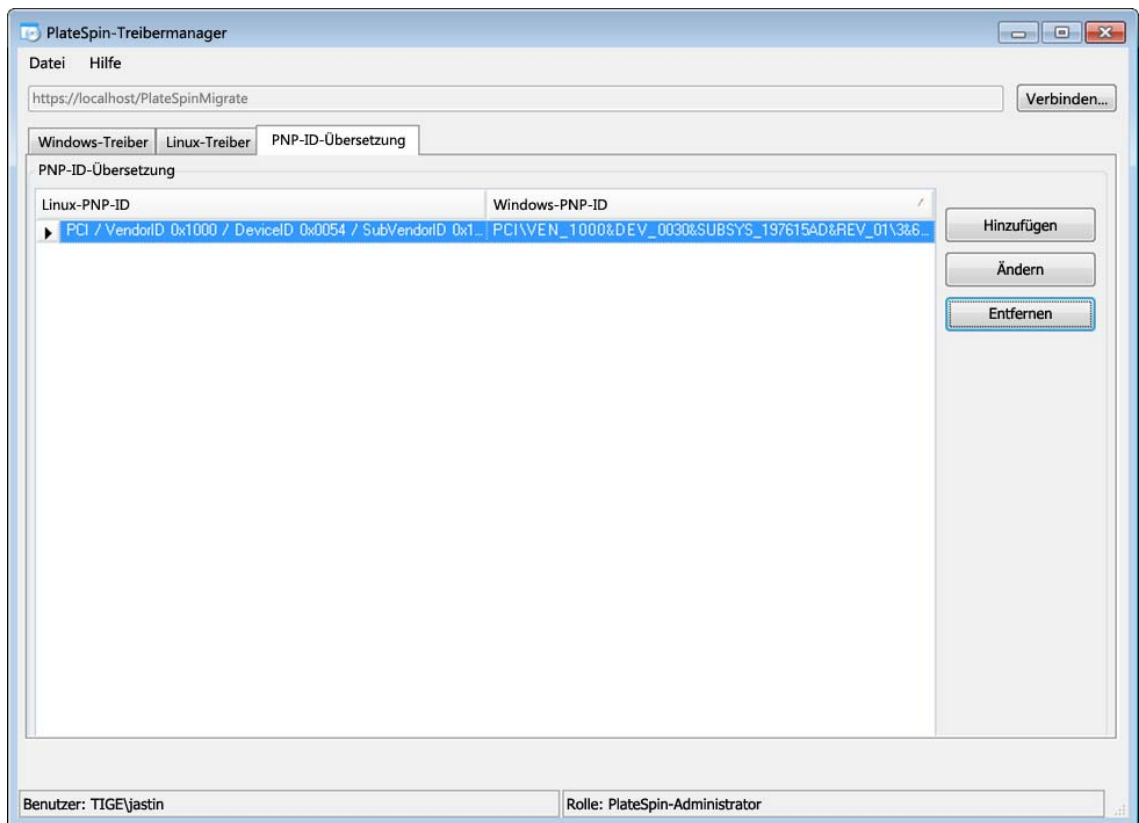 PlateSpin-Treibermanager
Datei Hilfe
https://localhost/PlateSpinMigrate Verbinden...
Windows-Treiber Linux-Treiber PNP-ID-Übersetzung
PNP-ID-Übersetzung
Linux-PNP-ID Windows-PNP-ID
PCI / VendorID 0x1000 / DeviceID 0x0054 / SubVendorID 0x1... PCI\VEN_1000&DEV_0030&SUBSYS_197615AD&REV_01\3&6...
Hinzufügen
Ändern
Entfernen
Benutzer: TIGE\jastin Rolle: PlateSpin-Administrator